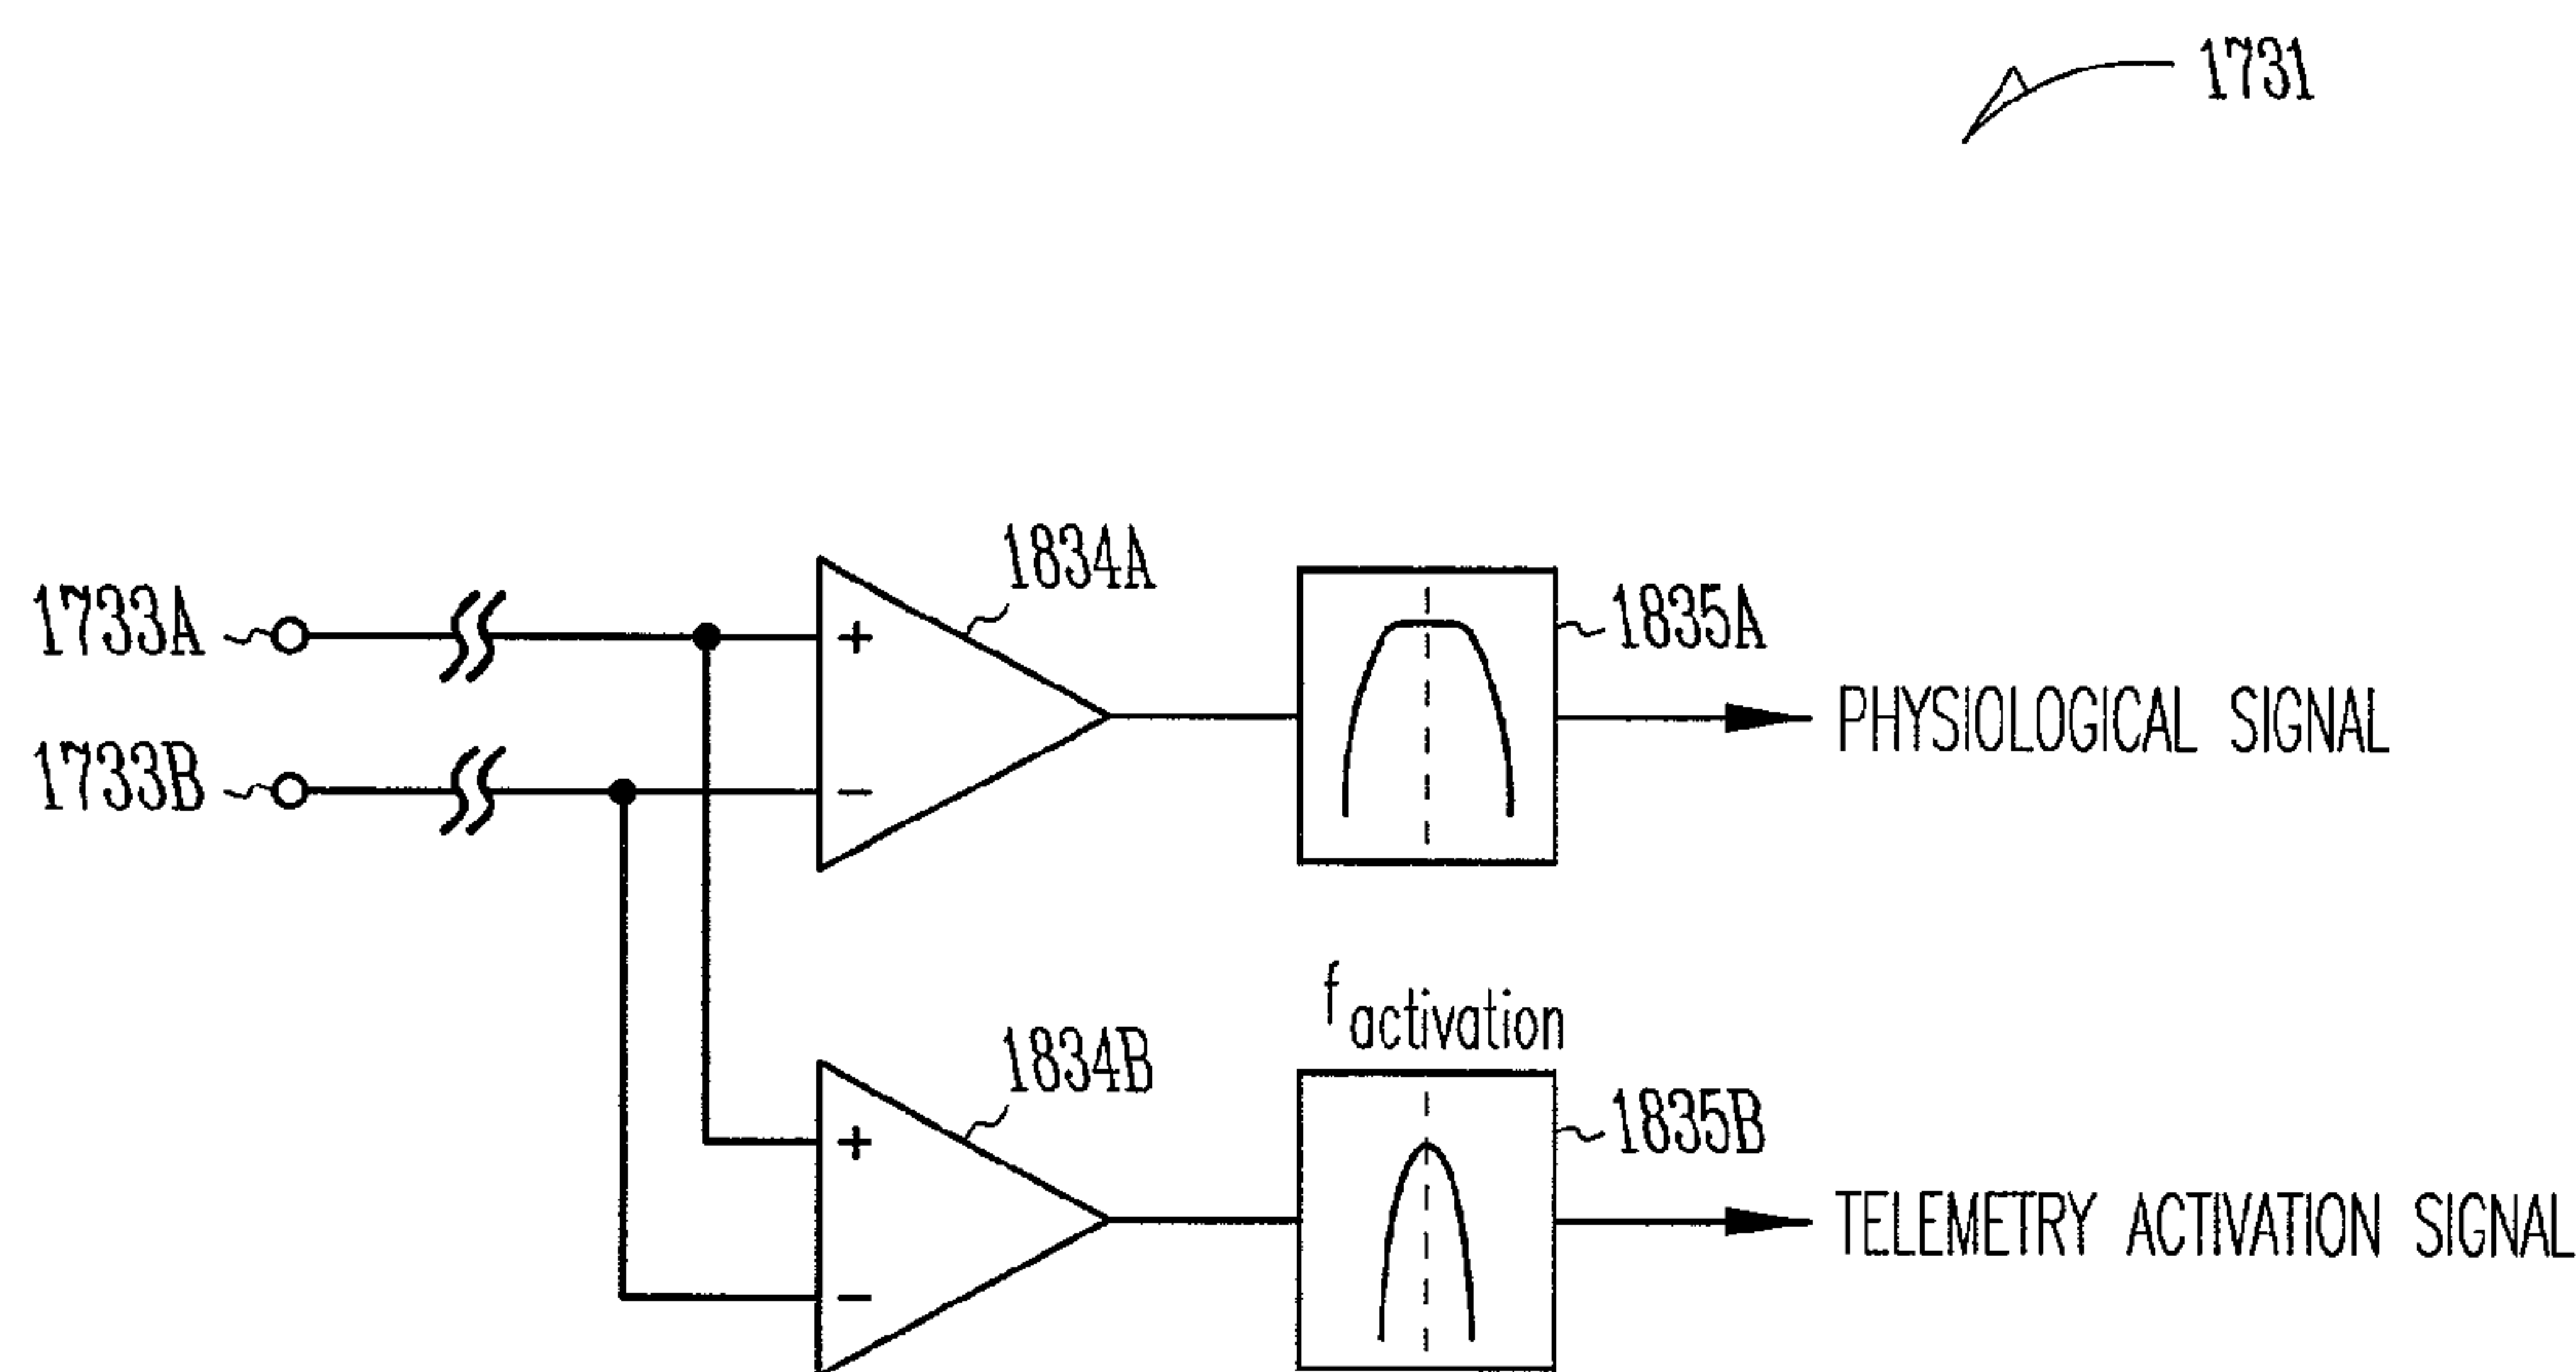 1731
1834A
1733A
+
1835A
PHYSIOLOGICAL SIGNAL
1733B
−
f activation
1834B
+
1835B
TELEMETRY ACTIVATION SIGNAL
−